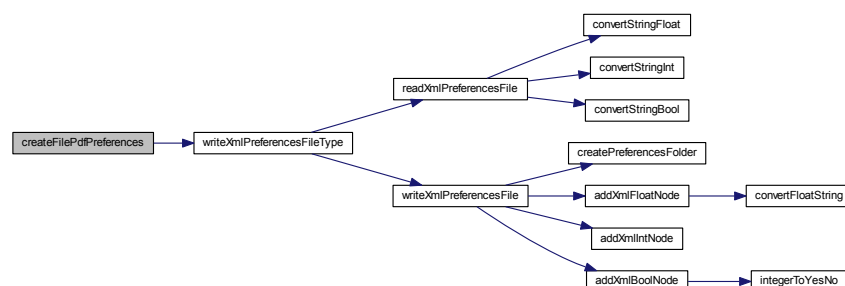 convertStringFloat
convertStringInt
readXmlPreferencesFile
convertStringBool
createFilePdfPreferences
writeXmlPreferencesFileType
createPreferencesFolder
writeXmlPreferencesFile
addXmlFloatNode
convertFloatString
addXmlIntNode
addXmlBoolNode
integerToYesNo